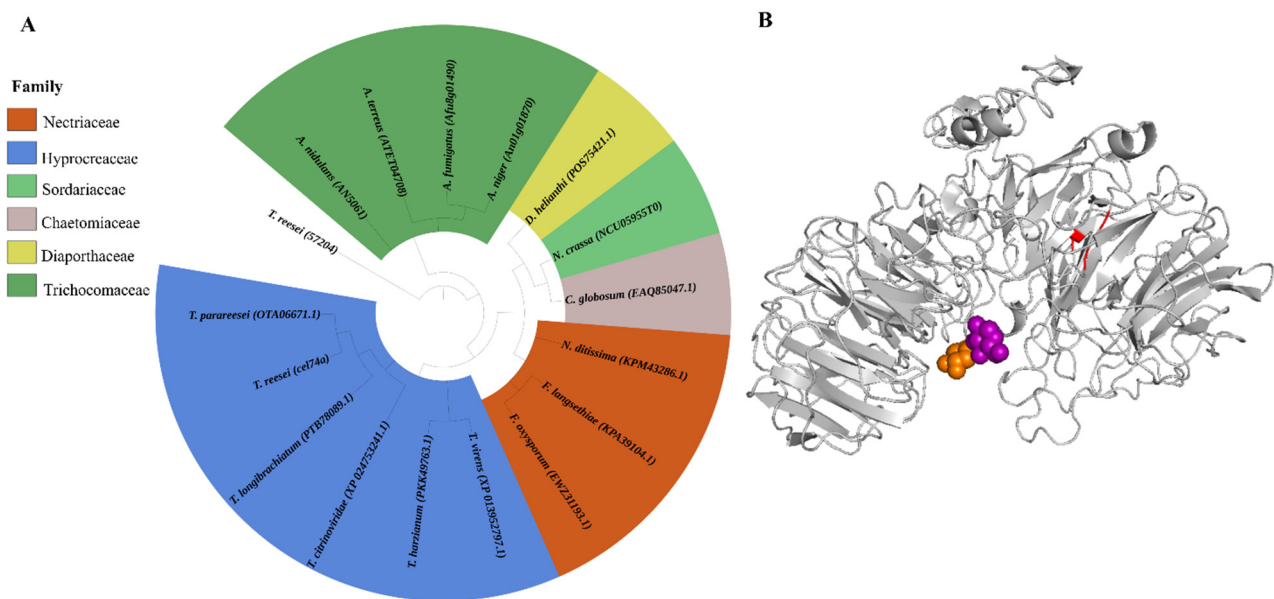 A
B
Family
Nectriaceae
Hyprocreaceae
Sordariaceae
Chaetomiaceae
Diaporthaceae
Trichocomaceae
A. nidulans (AN5061)
A. terreus (ATET04708)
A. fumigatus (Afu8g01490)
A. niger (An01g01870)
D. helianthi (POS75421.1)
N. crassa (NCU05955T0)
C. globosum (EAQ85047.1)
N. ditissima (KPM43286.1)
F. langsethiae (KPA39104.1)
F. oxysporum (EWZ31193.1)
T. virens (XP 013952797.1)
T. harzianum (PKK49763.1)
T. citrinoviridae (XP 024753241.1)
T. longibrachiatum (PTB78089.1)
T. reesei (cel74a)
T. parareesei (OTA06671.1)
T. reesei (57204)